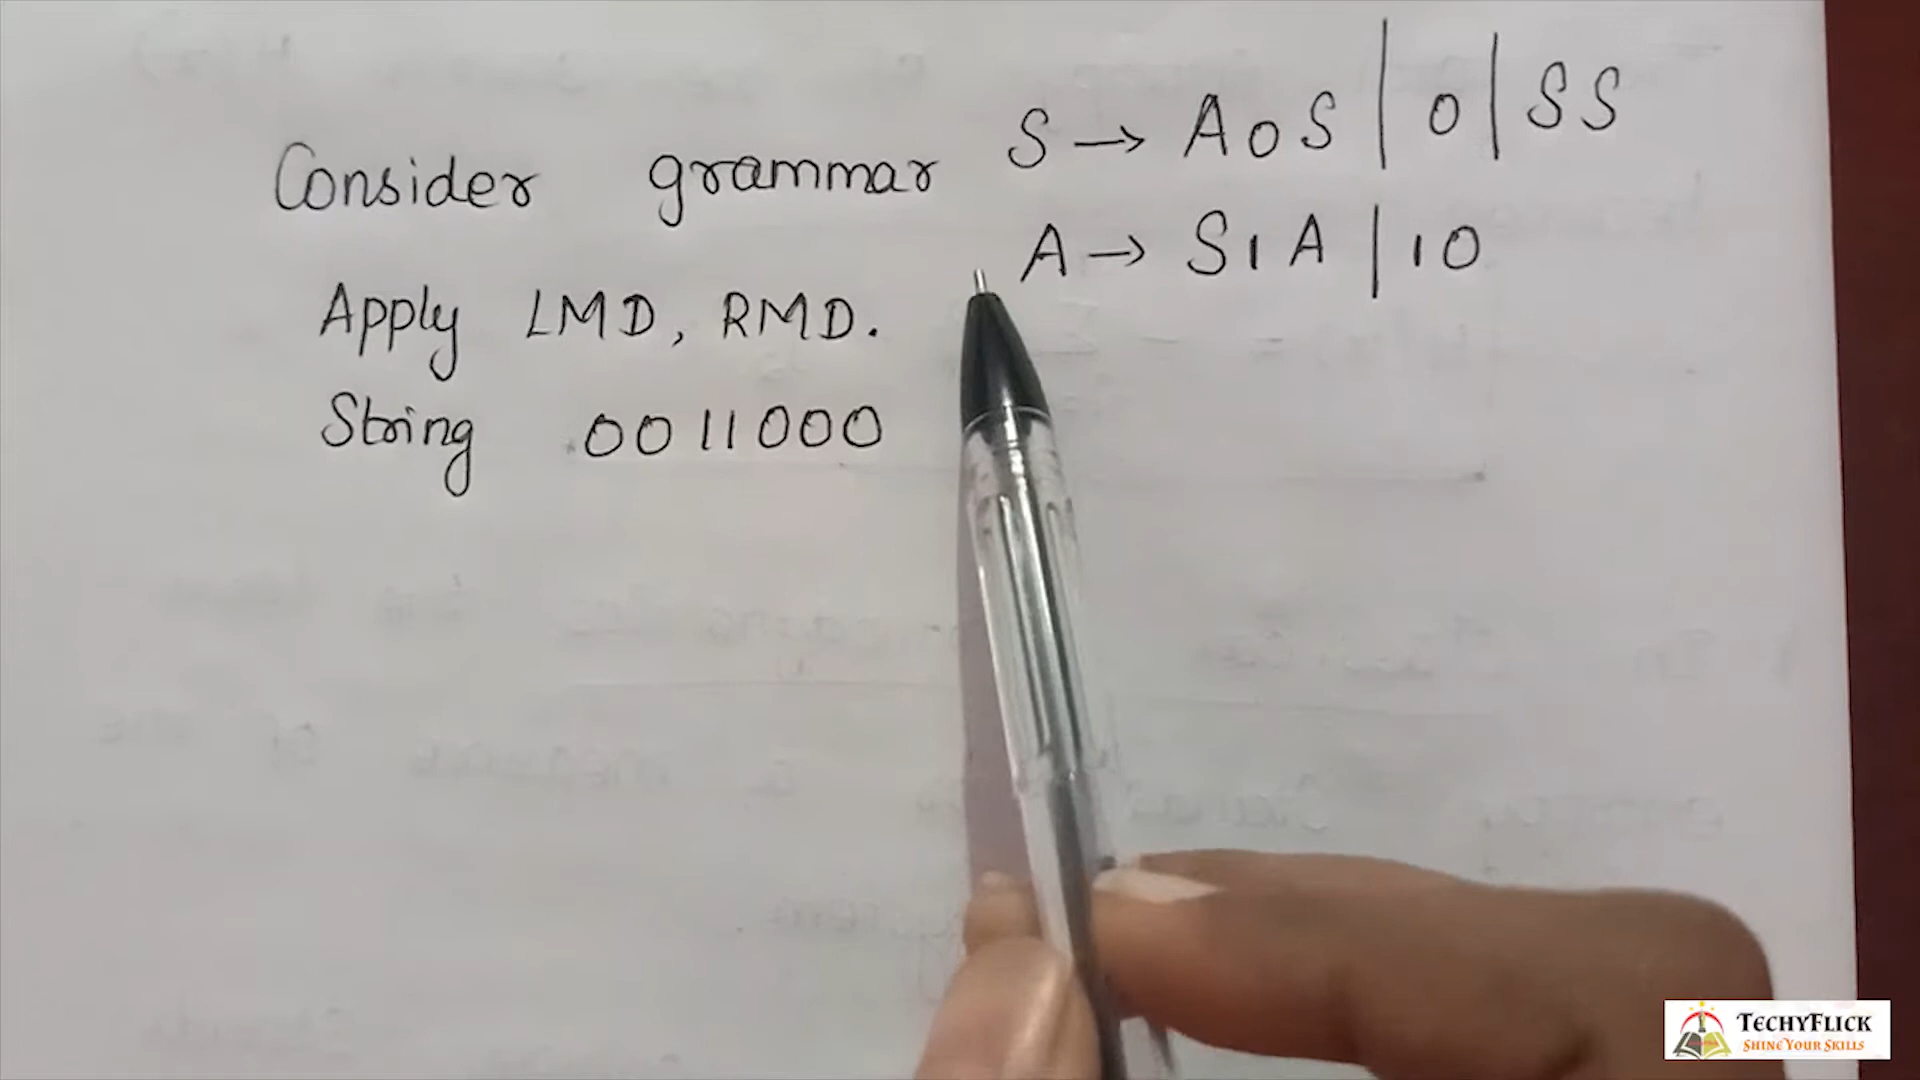 Consider grammar S → A0S | 0 | SS
A → S1A | 10
Apply LMD, RMD.
String 0011000
TECHYFLICK
SHINE YOUR SKILLS